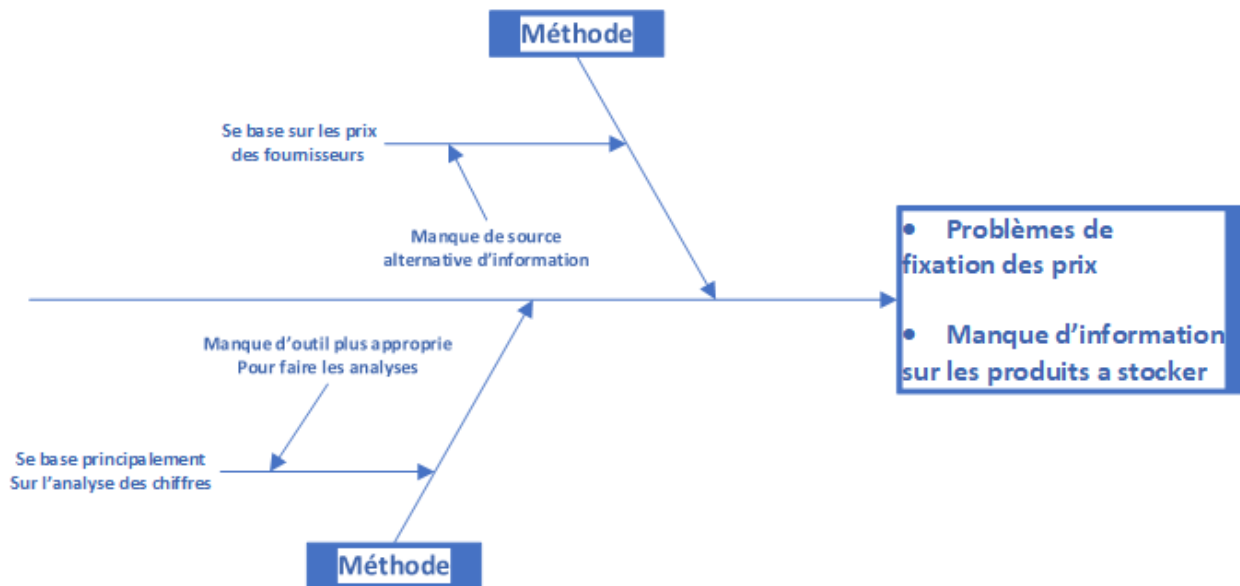 Méthode
Se base sur les prix
des fournisseurs
Manque de source
alternative d'information
• Problèmes de
fixation des prix
• Manque d'information
sur les produits a stocker
Manque d'outil plus approprie
Pour faire les analyses
Se base principalement
Sur l'analyse des chiffres
Méthode